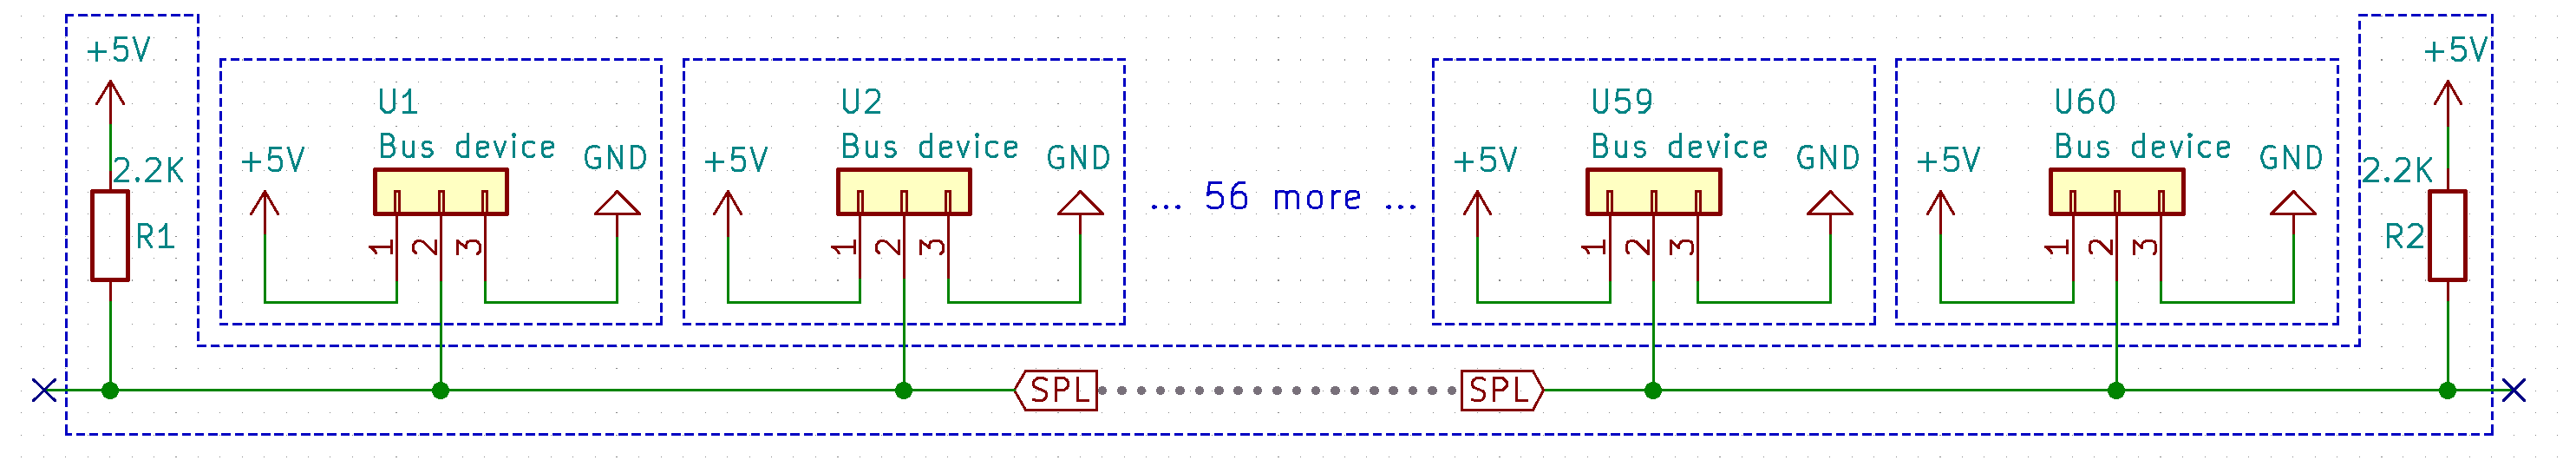 +5V
2.2K
R1
U1
Bus device
+5V
GND
1
2
3
U2
Bus device
+5V
GND
1
2
3
... 56 more ...
U59
Bus device
+5V
GND
1
2
3
U60
Bus device
+5V
GND
1
2
3
+5V
2.2K
R2
SPL
SPL